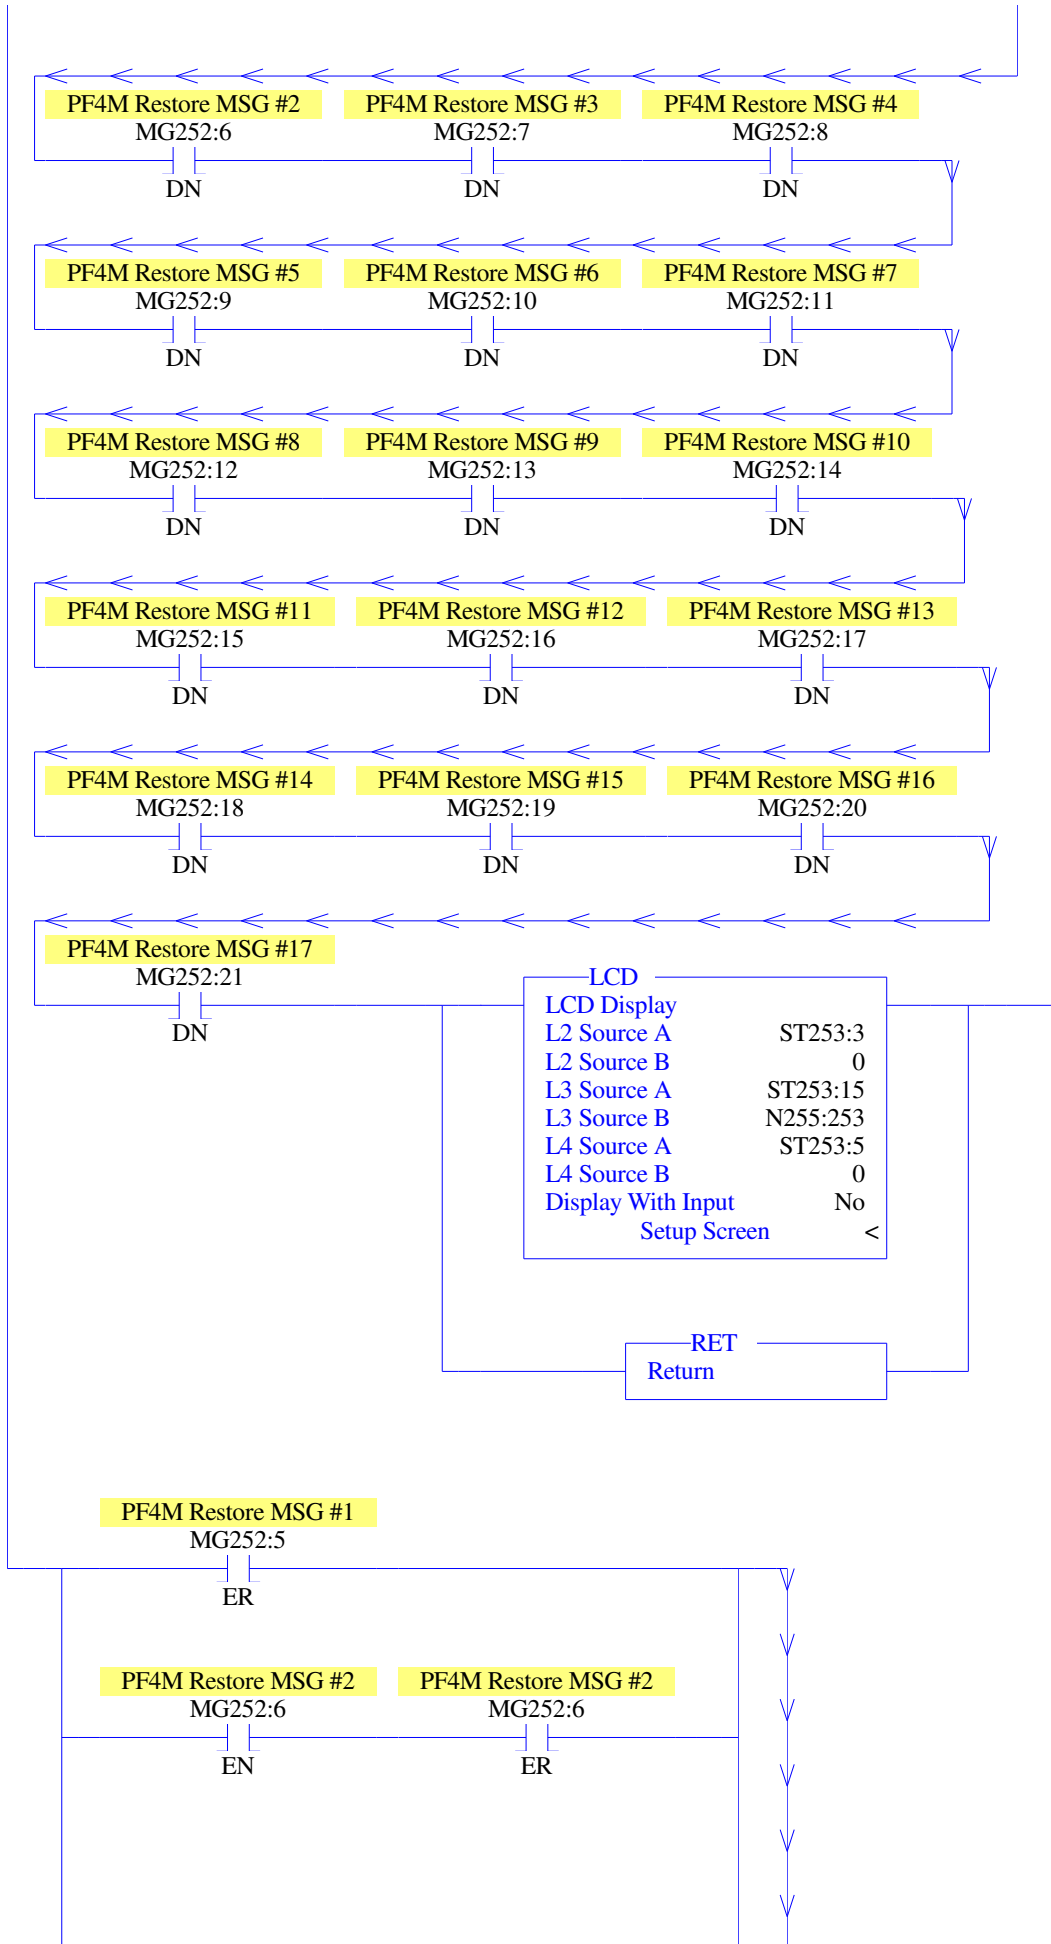 PF4M Restore MSG #2 PF4M Restore MSG #3 PF4M Restore MSG #4
MG252:6 MG252:7 MG252:8
DN DN DN
PF4M Restore MSG #5 PF4M Restore MSG #6 PF4M Restore MSG #7
MG252:9 MG252:10 MG252:11
DN DN DN
PF4M Restore MSG #8 PF4M Restore MSG #9 PF4M Restore MSG #10
MG252:12 MG252:13 MG252:14
DN DN DN
PF4M Restore MSG #11 PF4M Restore MSG #12 PF4M Restore MSG #13
MG252:15 MG252:16 MG252:17
DN DN DN
PF4M Restore MSG #14 PF4M Restore MSG #15 PF4M Restore MSG #16
MG252:18 MG252:19 MG252:20
DN DN DN
PF4M Restore MSG #17
MG252:21
DN
LCD
LCD Display
L2 Source A ST253:3
L2 Source B 0
L3 Source A ST253:15
L3 Source B N255:253
L4 Source A ST253:5
L4 Source B 0
Display With Input No
Setup Screen <
RET
Return
PF4M Restore MSG #1
MG252:5
ER
PF4M Restore MSG #2 PF4M Restore MSG #2
MG252:6 MG252:6
EN ER